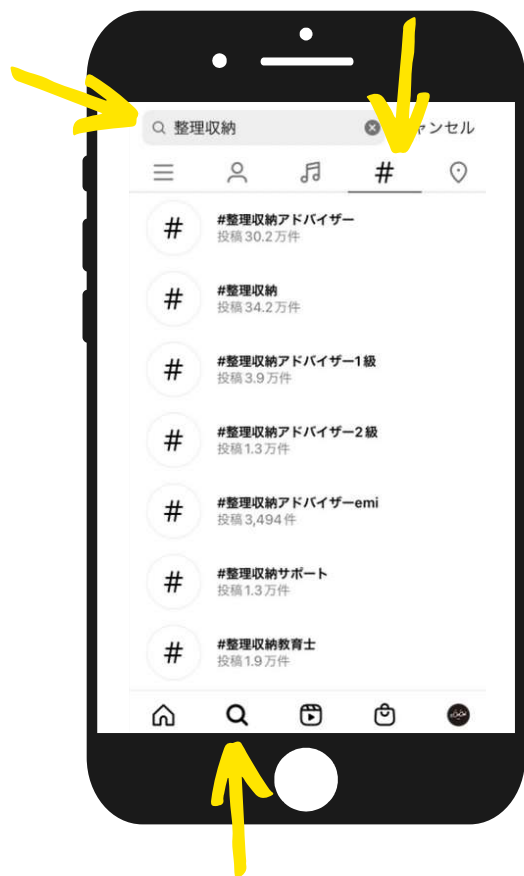 整理収納
ャンセル
#整理収納アドバイザー
投稿30.2万件
#整理収納
投稿34.2万件
#整理収納アドバイザー1級
投稿3.9万件
#整理収納アドバイザー2級
投稿1.3万件
#整理収納アドバイザーemi
投稿3,494件
#整理収納サポート
投稿1.3万件
#整理収納教育士
投稿1.9万件